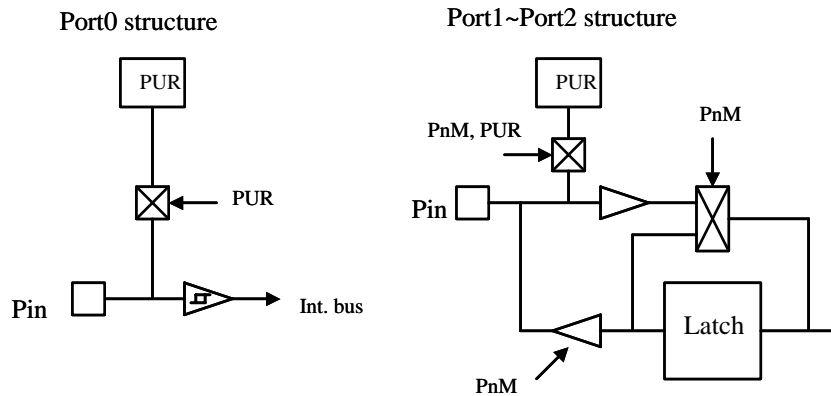 Port0 structure
Port1~Port2 structure
PUR
PUR
PnM, PUR
PnM
PUR
Pin
Pin
Int. bus
Latch
PnM